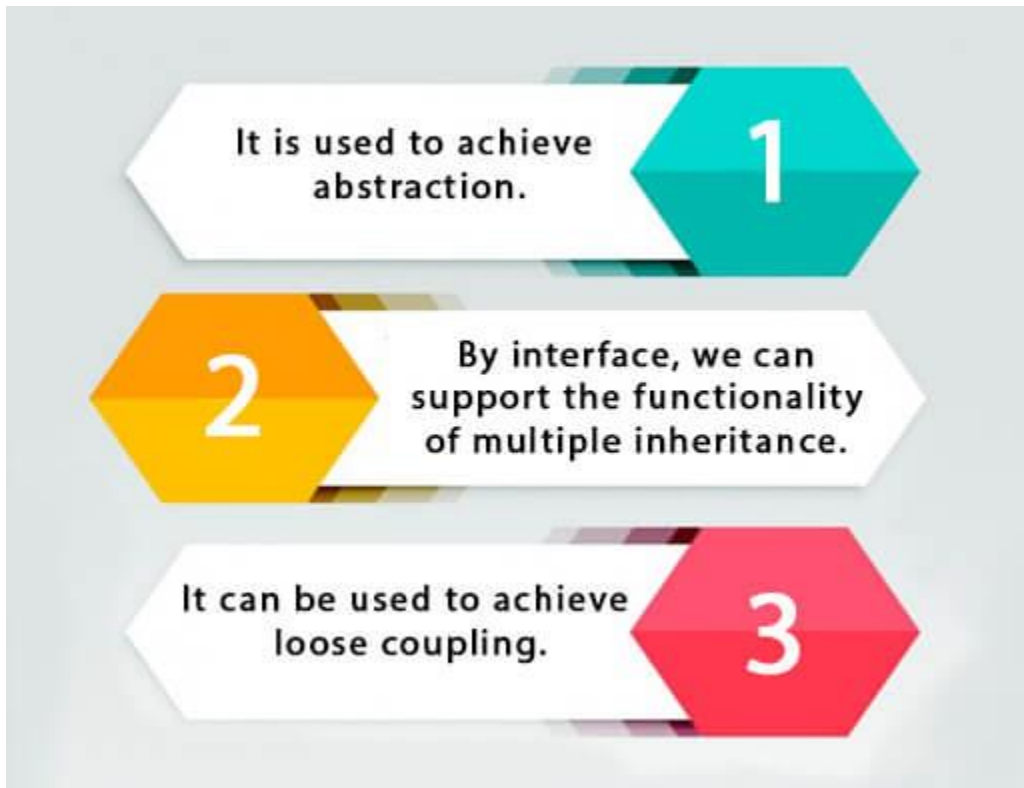 It is used to achieve
abstraction.
1
2
By interface, we can
support the functionality
of multiple inheritance.
It can be used to achieve
loose coupling.
3